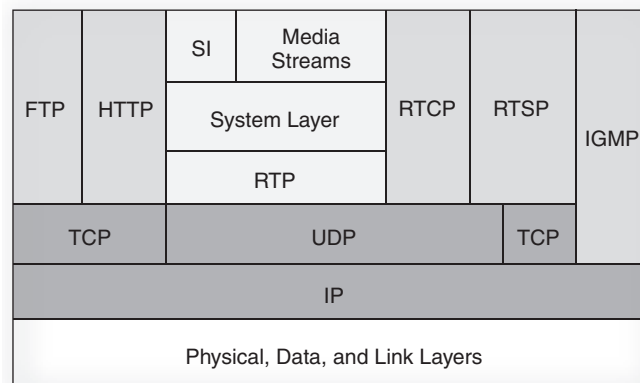 SI
Media
Streams
FTP
HTTP
System Layer
RTCP
RTSP
IGMP
RTP
TCP
UDP
TCP
IP
Physical, Data, and Link Layers